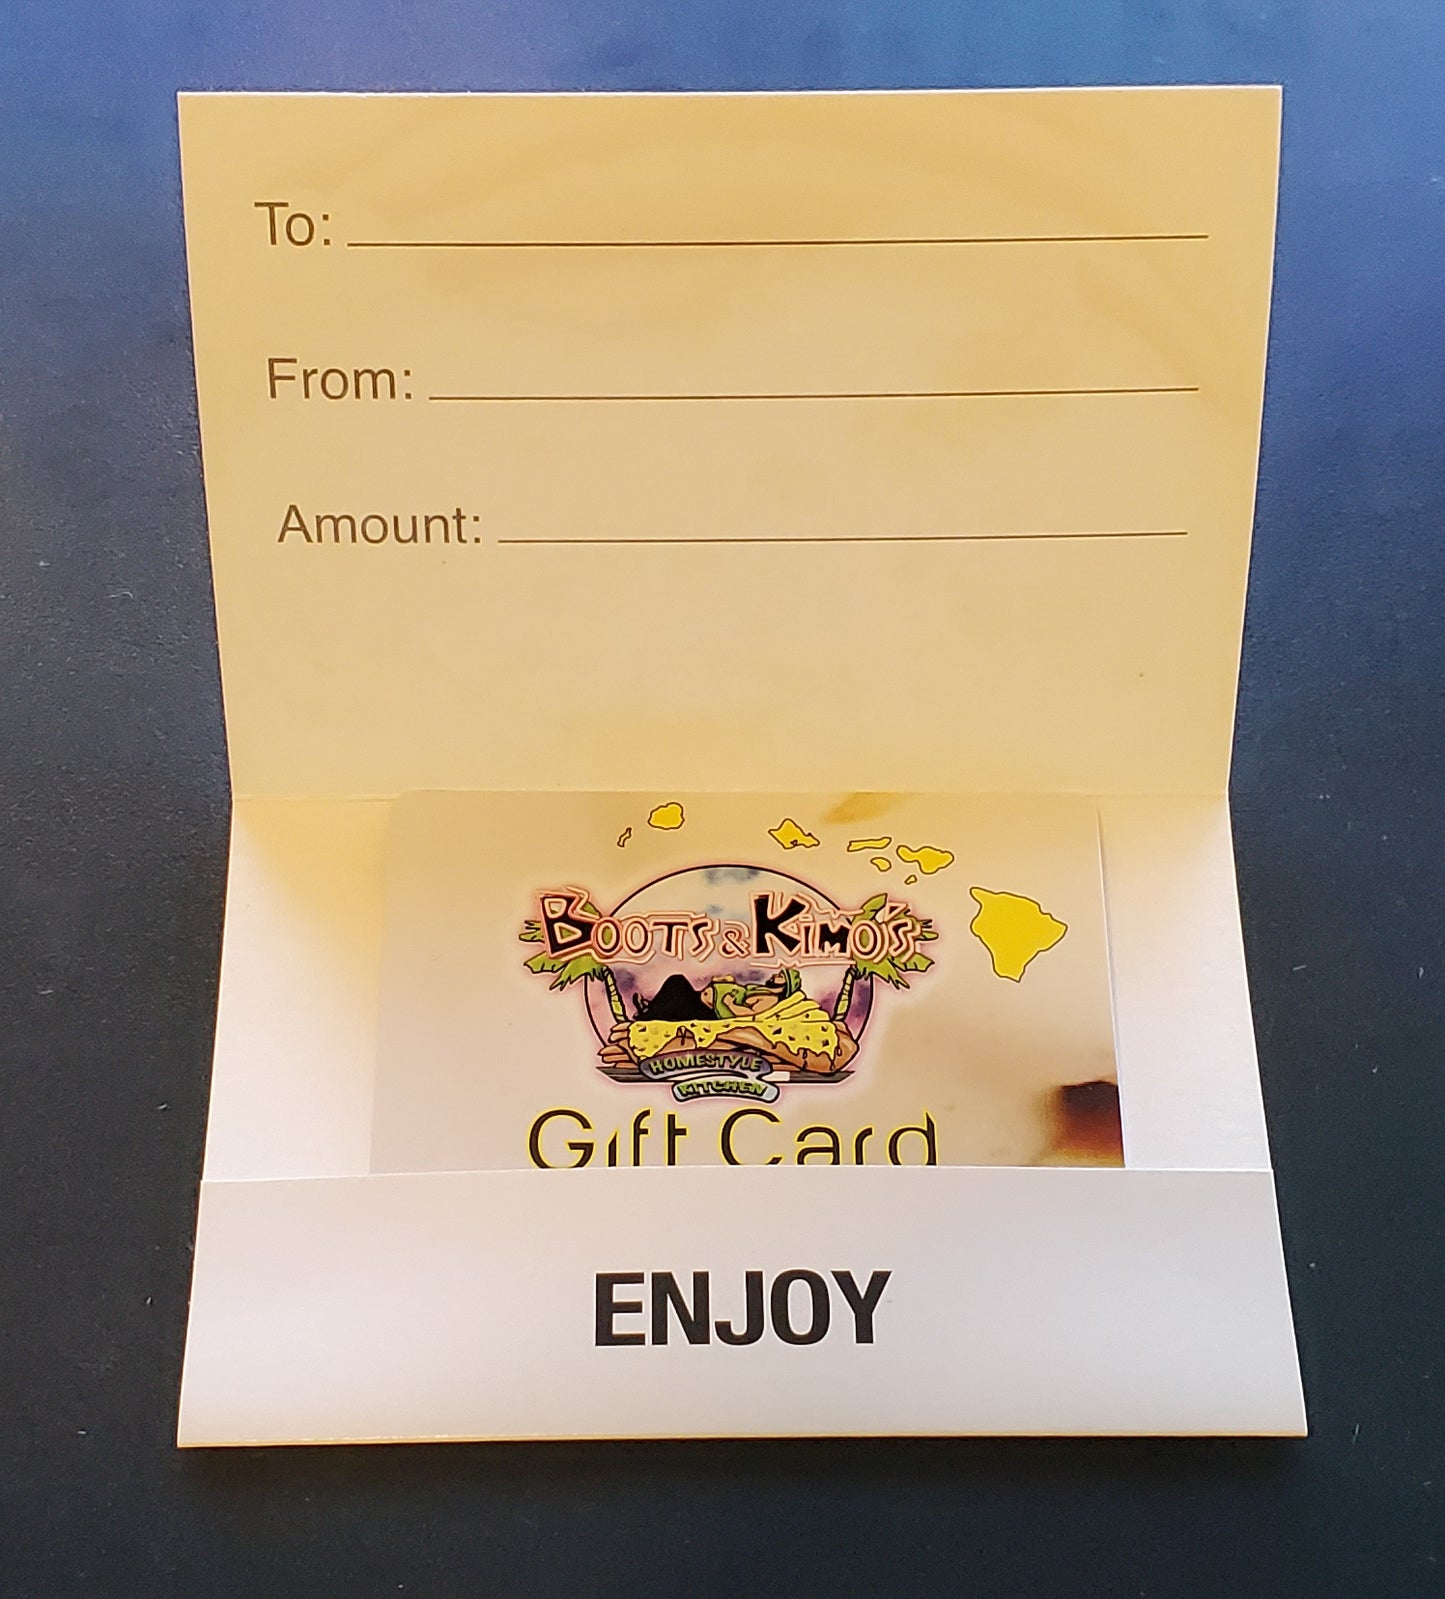 To:
From:
Amount:
BOOTS & KIMO'S
HOMESTYLE
KITCHEN
Gift Card
ENJOY